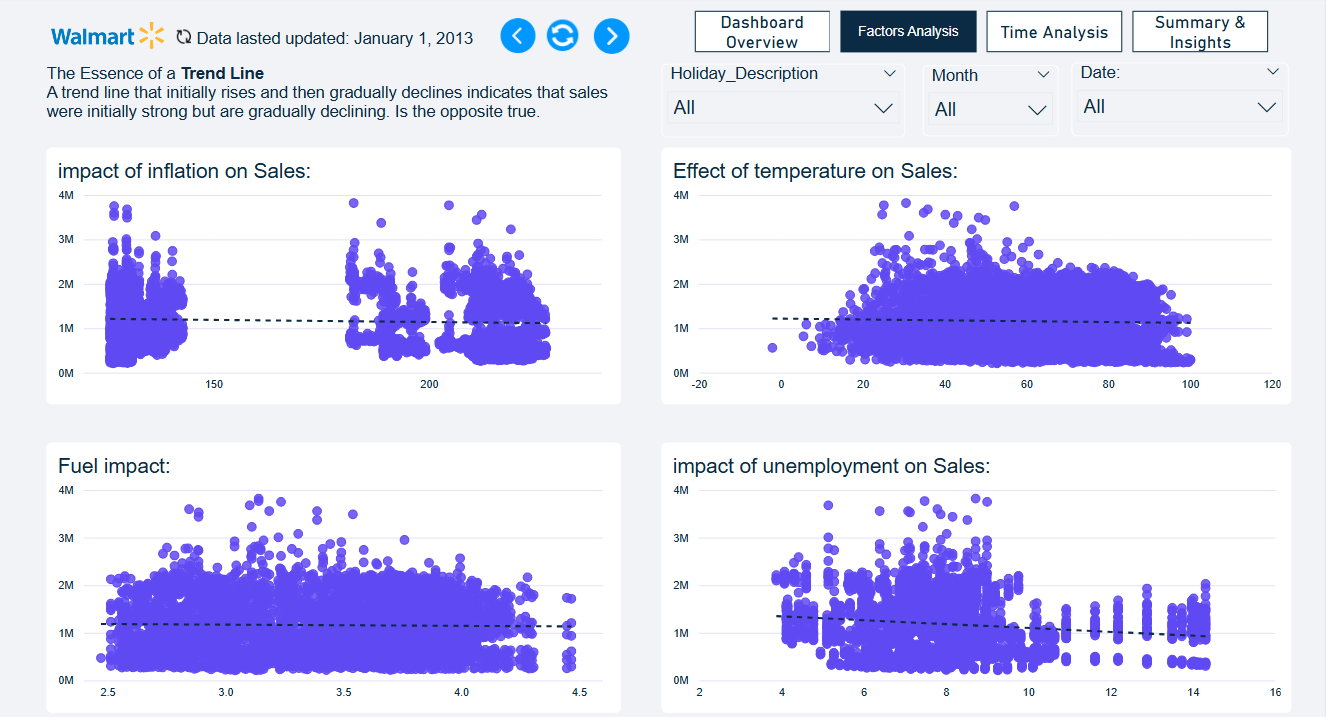 Walmart
Data lasted updated: January 1, 2013
Dashboard
Overview
Factors Analysis
Time Analysis
Summary &
Insights
The Essence of a Trend Line
A trend line that initially rises and then gradually declines indicates that sales
were initially strong but are gradually declining. Is the opposite true.
Holiday_Description
All
Month
All
Date:
All
impact of inflation on Sales:
4M
3M
2M
1M
0M
150
200
Effect of temperature on Sales:
4M
3M
2M
1M
0M
-20
0
20
40
60
80
100
120
Fuel impact:
4M
3M
2M
1M
0M
2.5
3.0
3.5
4.0
4.5
impact of unemployment on Sales:
4M
3M
2M
1M
0M
2
4
6
8
10
12
14
16